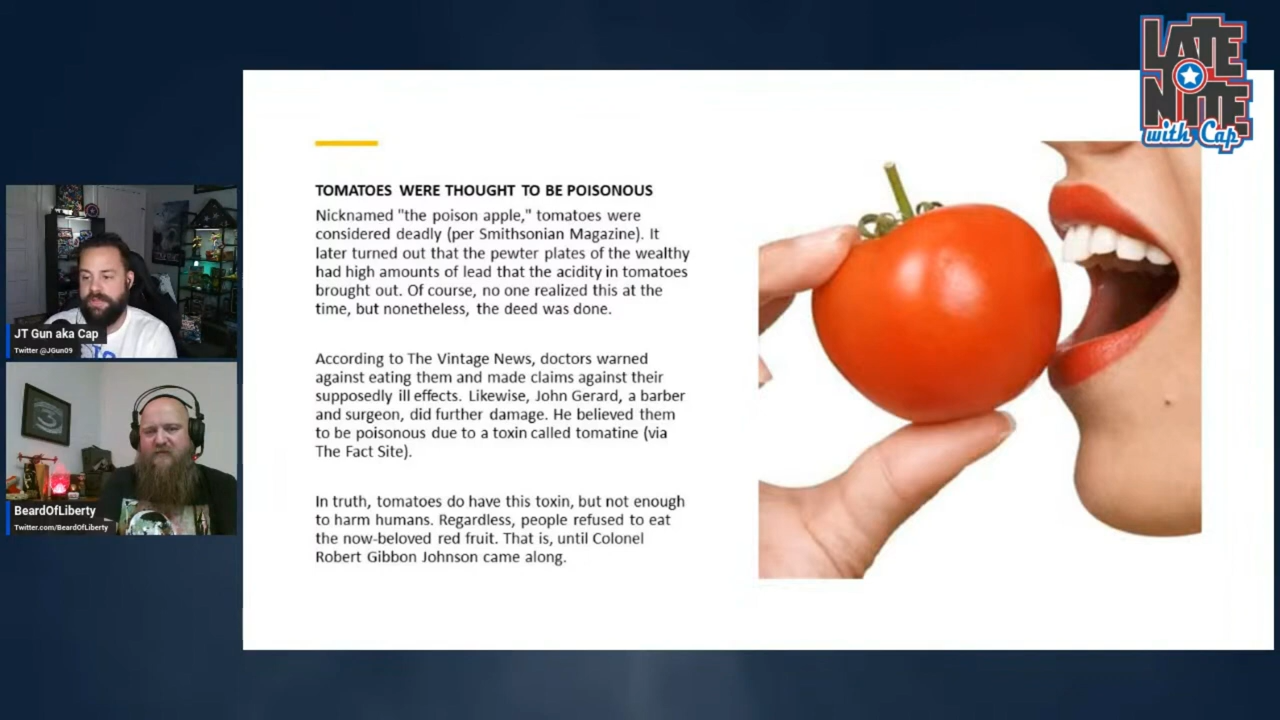 LATE
NITE
with Cap
TOMATOES WERE THOUGHT TO BE POISONOUS
Nicknamed "the poison apple," tomatoes were
considered deadly (per Smithsonian Magazine). It
later turned out that the pewter plates of the wealthy
had high amounts of lead that the acidity in tomatoes
brought out. Of course, no one realized this at the
time, but nonetheless, the deed was done.
According to The Vintage News, doctors warned
against eating them and made claims against their
supposedly ill effects. Likewise, John Gerard, a barber
and surgeon, did further damage. He believed them
to be poisonous due to a toxin called tomatine (via
The Fact Site).
In truth, tomatoes do have this toxin, but not enough
to harm humans. Regardless, people refused to eat
the now-beloved red fruit. That is, until Colonel
Robert Gibbon Johnson came along.
JT Gun aka Cap
Twitter @JGun09
BeardOfLiberty
Twitter.com/BeardOfLiberty